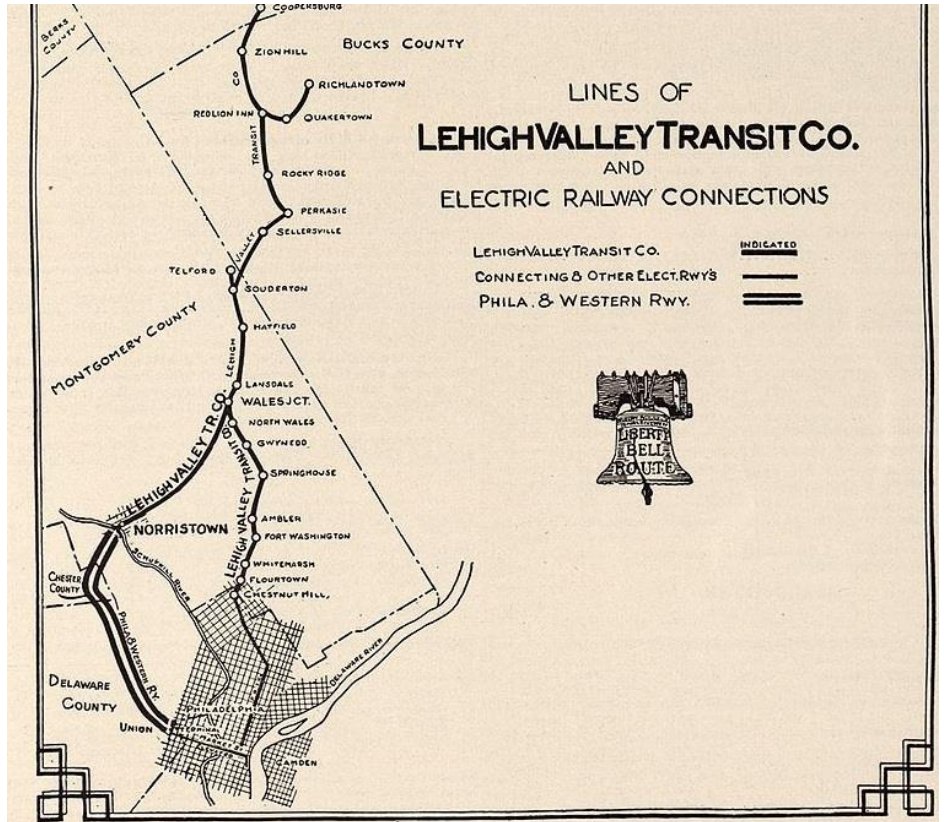 COOPERSBURG
BERKS
COUNTY
BUCKS COUNTY
ZION HILL
CO
RICHLANDTOWN
REDLION INN
QUAKERTOWN
TRANSIT
ROCKY RIDGE
PERKASIE
SELLERSVILLE
VALLEY
TELFORD
SOUDERTON
HATFIELD
MONTGOMERY COUNTY
LEHIGH
LANSDALE
WALES JCT.
NORTH WALES
GWYNEDD
SPRINGHOUSE
LEHIGH VALLEY TR. CO.
LEHIGH VALLEY TRANSIT CO.
NORRISTOWN
AMBLER
FORT WASHINGTON
WHITEMARSH
FLOURTOWN
CHESTNUT HILL,
SCHUYLKILL RIVER
CHESTER
COUNTY
PHILA & WESTERN RY.
DELAWARE
COUNTY
DELAWARE RIVER
PHILADELPHIA
UNION
TERMINAL
MARKET ST.
CAMDEN
LINES OF
LEHIGH VALLEY TRANSIT CO.
AND
ELECTRIC RAILWAY CONNECTIONS
INDICATED
LEHIGH VALLEY TRANSIT CO.
CONNECTING & OTHER ELECT. RWY'S
PHILA. & WESTERN RWY.
LIBERTY
BELL
ROUTE